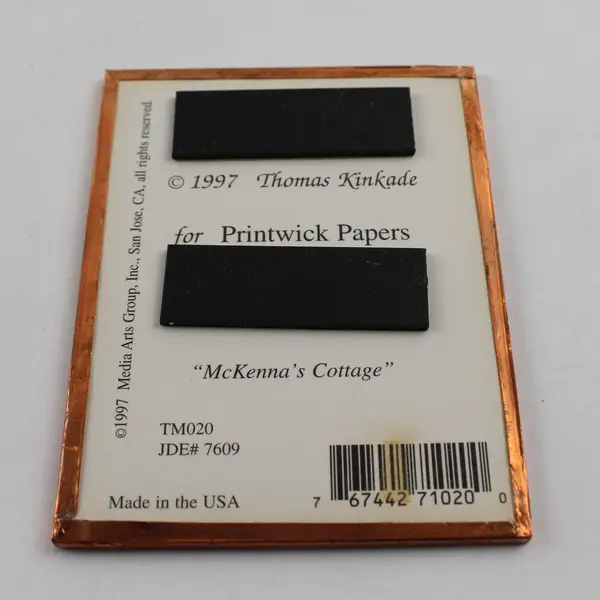 © 1997 Thomas Kinkade
for Printwick Papers
"McKenna's Cottage"
TM020
JDE# 7609
Made in the USA
7 67442 71020 0
©1997 Media Arts Group, Inc., San Jose, CA, all rights reserved.